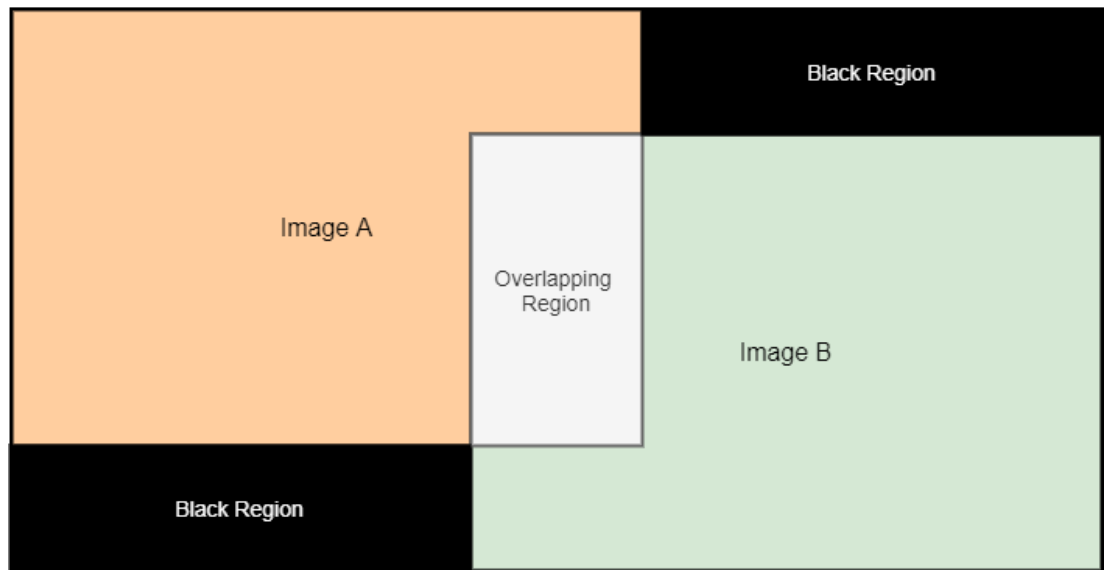 Black Region
Image A
Overlapping
Region
Image B
Black Region